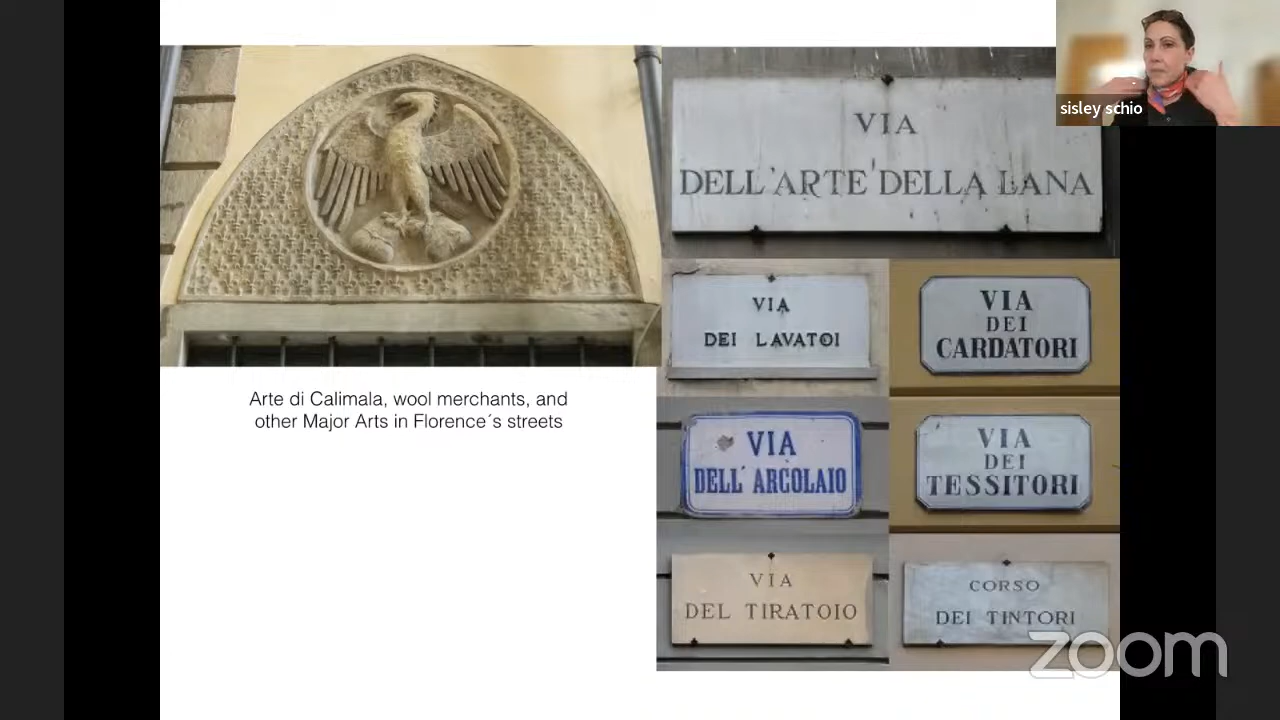 sisley schio
VIA
DELL'ARTE DELLA LANA
VIA
DEI LAVATOI
VIA
DEI
CARDATORI
Arte di Calimala, wool merchants, and
other Major Arts in Florence´s streets
VIA
DELL' ARCOLAIO
VIA
DEI
TESSITORI
VIA
DEL TIRATOIO
CORSO
DEI TINTORI
zoom